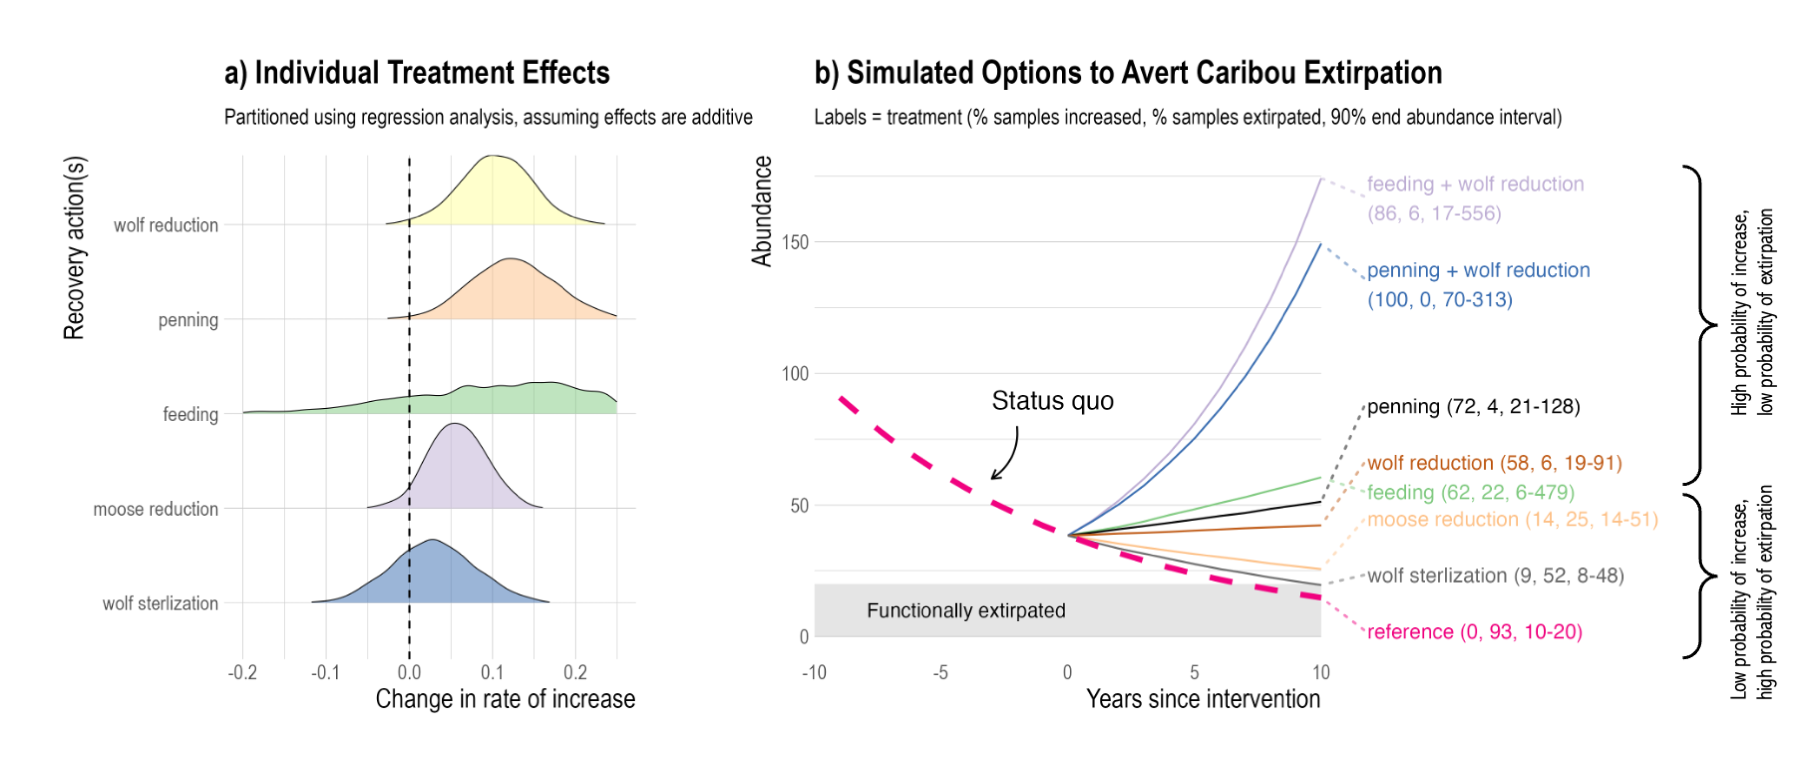 a) Individual Treatment Effects
Partitioned using regression analysis, assuming effects are additive
Recovery action(s)
wolf reduction
penning
feeding
moose reduction
wolf sterlization
-0.2
-0.1
0.0
0.1
0.2
Change in rate of increase
b) Simulated Options to Avert Caribou Extirpation
Labels = treatment (% samples increased, % samples extirpated, 90% end abundance interval)
Abundance
150
100
50
0
Status quo
Functionally extirpated
-10
-5
0
5
10
Years since intervention
feeding + wolf reduction
(86, 6, 17-556)
penning + wolf reduction
(100, 0, 70-313)
penning (72, 4, 21-128)
wolf reduction (58, 6, 19-91)
feeding (62, 22, 6-479)
moose reduction (14, 25, 14-51)
wolf sterlization (9, 52, 8-48)
reference (0, 93, 10-20)
High probability of increase,
low probability of extirpation
Low probability of increase,
high probability of extirpation